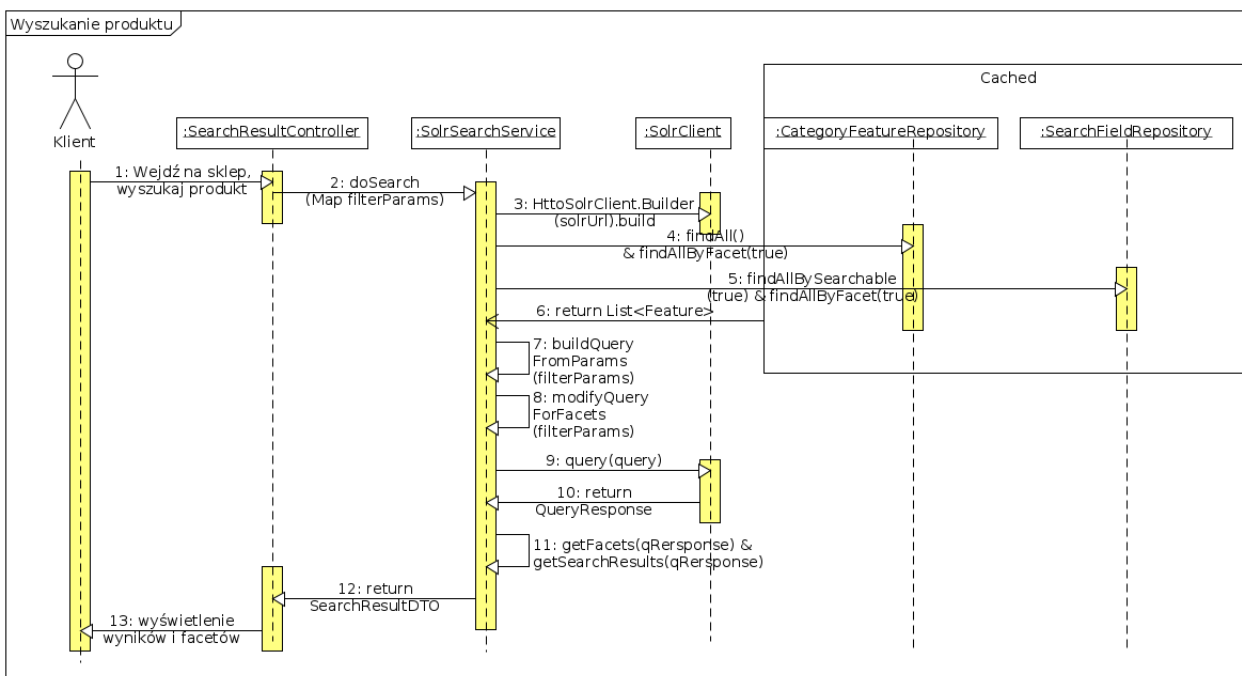 Wyszukanie produktu
Cached
Klient
:SearchResultController
:SolrSearchService
:SolrClient
:CategoryFeatureRepository
:SearchFieldRepository
1: Wejdź na sklep,
wyszukaj produkt
2: doSearch
(Map filterParams)
3: HttoSolrClient.Builder
(solrUrl).build
4: findAll()
& findAllByFacet(true)
5: findAllBySearchable
(true) & findAllByFacet(true)
6: return List<Feature>
7: buildQuery
FromParams
(filterParams)
8: modifyQuery
ForFacets
(filterParams)
9: query(query)
10: return
QueryResponse
11: getFacets(qRersponse) &
getSearchResults(qRersponse)
12: return
SearchResultDTO
13: wyświetlenie
wyników i facetów